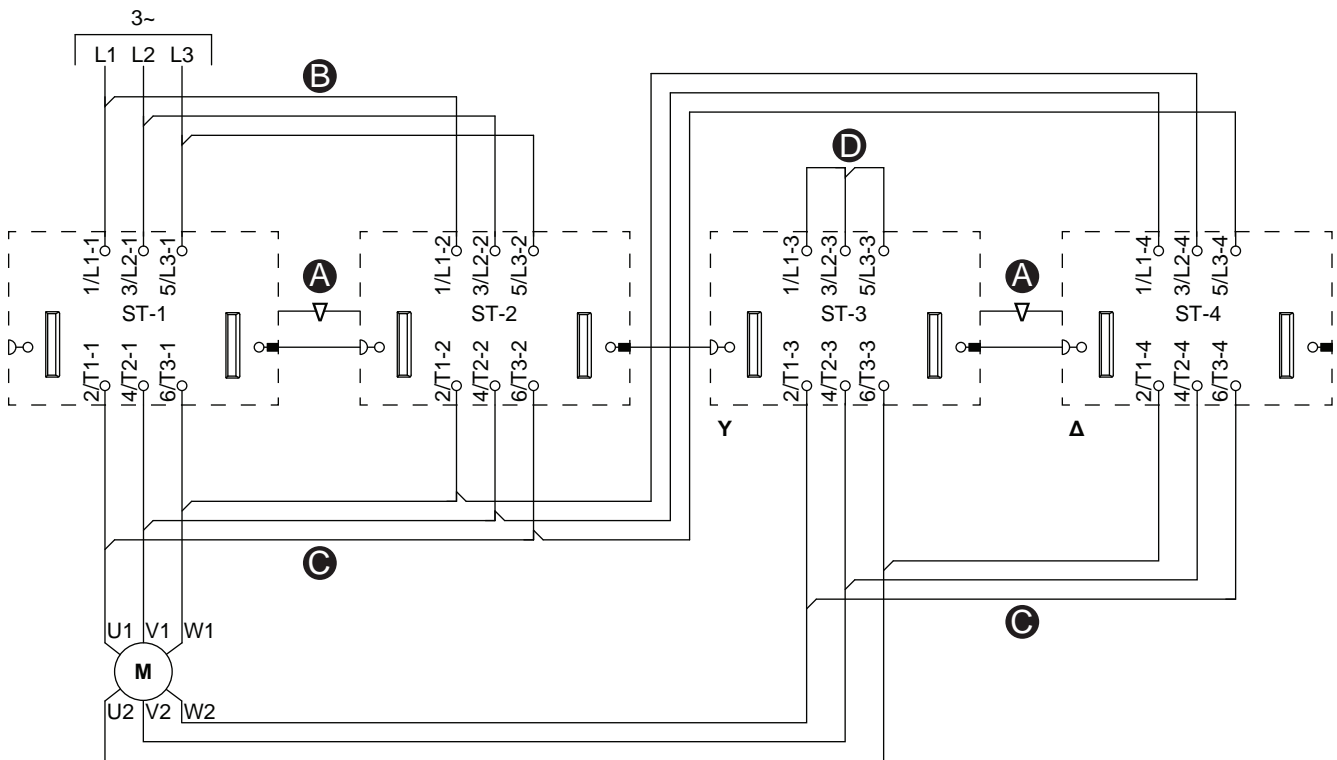 3~
L1 L2 L3
B
D
1/L1-1 3/L2-1 5/L3-1
1/L1-2 3/L2-2 5/L3-2
1/L1-3 3/L2-3 5/L3-3
1/L1-4 3/L2-4 5/L3-4
A
A
ST-1
ST-2
ST-3
ST-4
2/T1-1 4/T2-1 6/T3-1
2/T1-2 4/T2-2 6/T3-2
2/T1-3 4/T2-3 6/T3-3
2/T1-4 4/T2-4 6/T3-4
Y
Δ
C
C
U1 V1 W1
M
U2 V2 W2